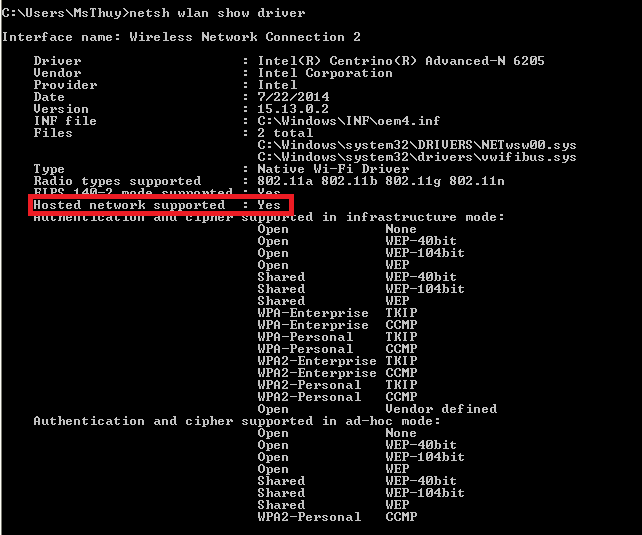 C:\Users\MsThuy>netsh wlan show driver
Interface name: Wireless Network Connection 2
Driver : Intel(R) Centrino(R) Advanced-N 6205
Vendor : Intel Corporation
Provider : Intel
Date : 7/22/2014
Version : 15.13.0.2
INF file : C:\Windows\INF\oem4.inf
Files : 2 total
C:\Windows\system32\DRIVERS\NETwsw00.sys
C:\Windows\system32\drivers\vwifibus.sys
Type : Native Wi-Fi Driver
Radio types supported : 802.11a 802.11b 802.11g 802.11n
FIPS 140-2 mode supported : Yes
Hosted network supported : Yes
Authentication and cipher supported in infrastructure mode:
Open None
Open WEP-40bit
Open WEP-104bit
Open WEP
Shared WEP-40bit
Shared WEP-104bit
Shared WEP
WPA-Enterprise TKIP
WPA-Enterprise CCMP
WPA-Personal TKIP
WPA-Personal CCMP
WPA2-Enterprise TKIP
WPA2-Enterprise CCMP
WPA2-Personal TKIP
WPA2-Personal CCMP
Open Vendor defined
Authentication and cipher supported in ad-hoc mode:
Open None
Open WEP-40bit
Open WEP-104bit
Open WEP
Shared WEP-40bit
Shared WEP-104bit
Shared WEP
WPA2-Personal CCMP